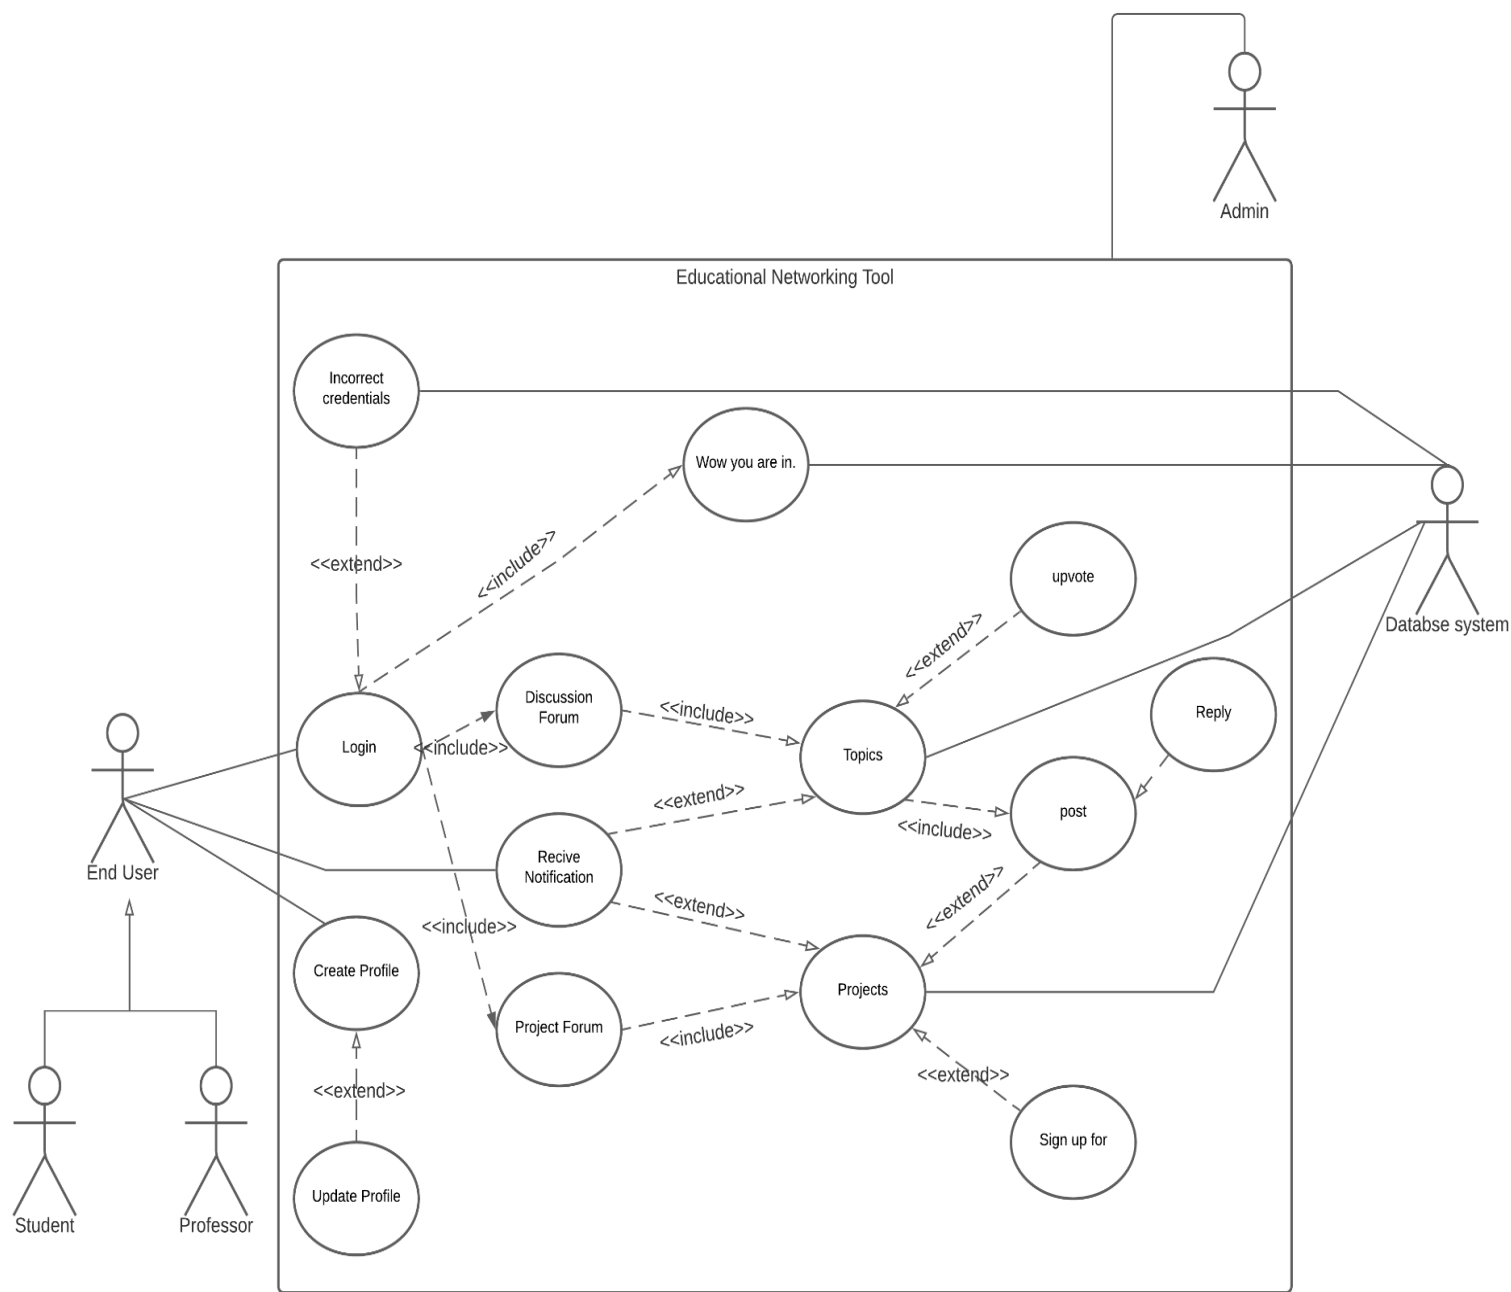 Admin
Educational Networking Tool
Incorrect
credentials
Wow you are in.
<<extend>>
<<include>>
upvote
Databse system
<<extend>>
Discussion
Forum
<<include>>
Reply
Login
<<include>>
Topics
<<extend>>
post
<<include>>
End User
Recive
Notification
<<extend>>
<<extend>>
<<include>>
Create Profile
Projects
Project Forum
<<include>>
<<extend>>
<<extend>>
Sign up for
Update Profile
Student
Professor